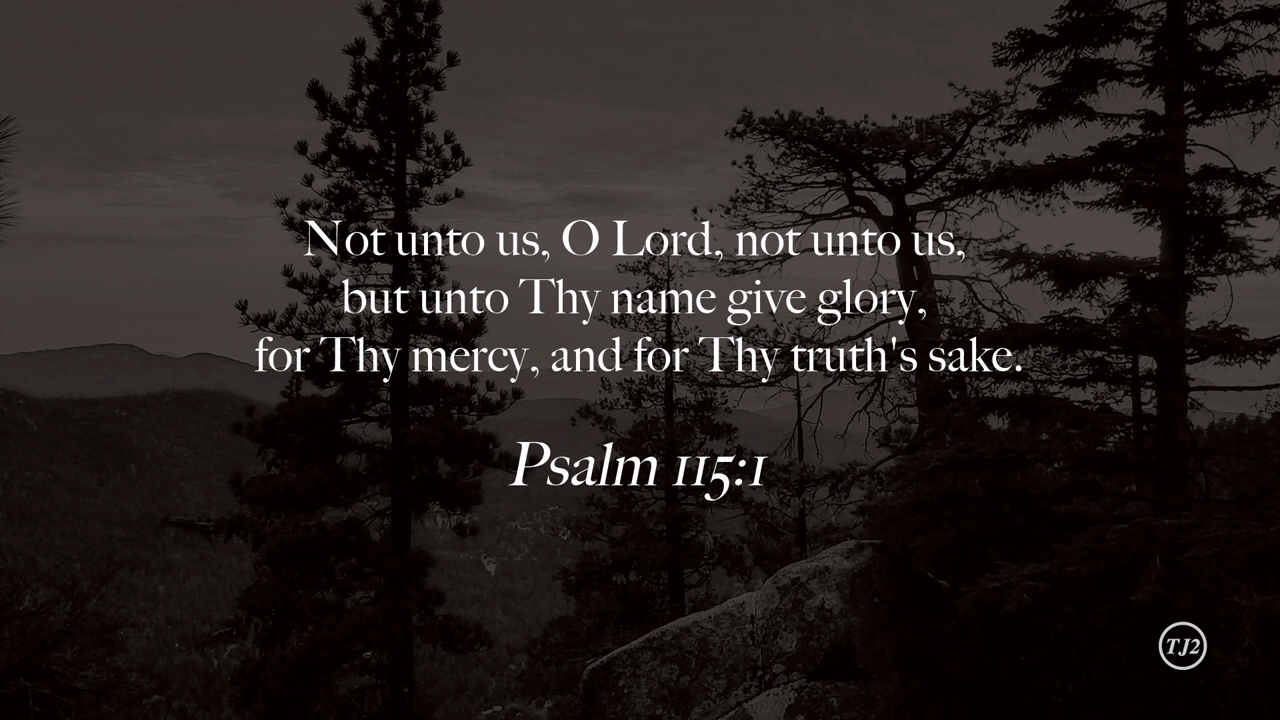 Not unto us, O Lord, not unto us,
but unto Thy name give glory,
for Thy mercy, and for Thy truth's sake.
Psalm 115:1
TJ2